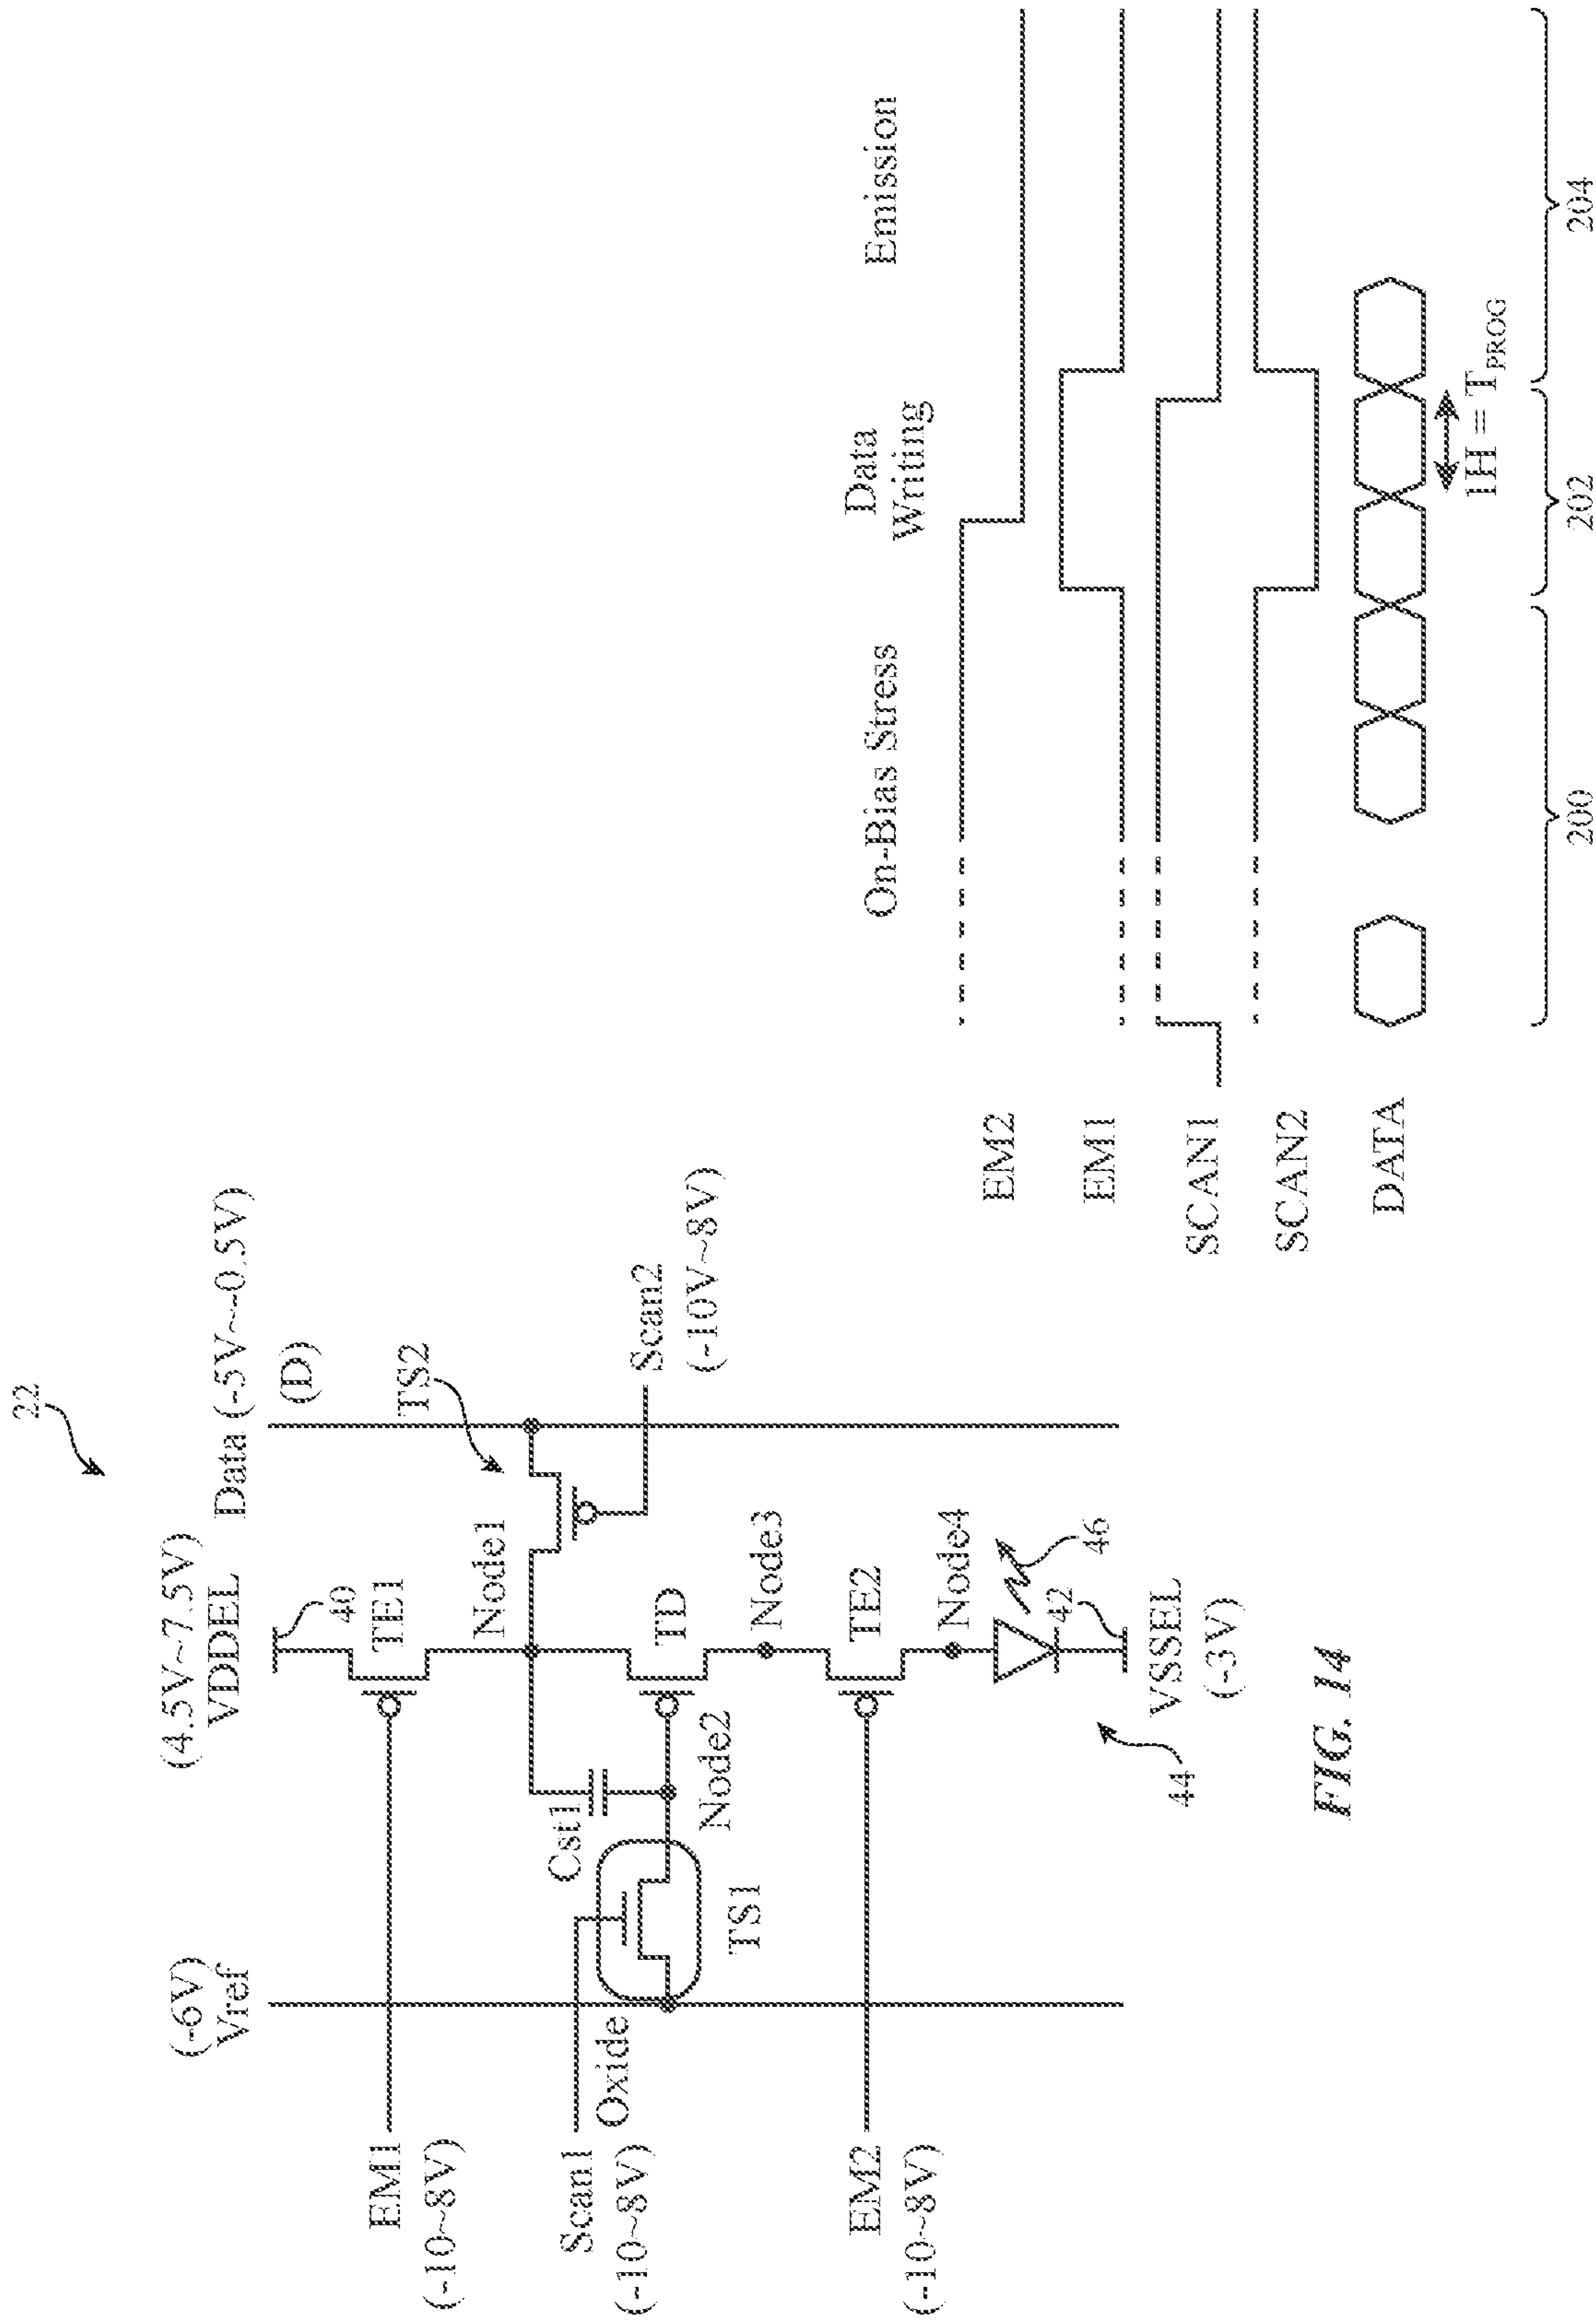 22
(-6V)
Vref
(4.5V~7.5V)
VDDEL
Data (-5V~-0.5V)
(D)
40
EM1
(-10~8V)
TE1
TS2
Node1
Cst1
Scan1
(-10~8V)
Oxide
Scan2
(-10V~8V)
TD
Node2
TS1
Node3
EM2
(-10~8V)
TE2
Node4
46
42
44
VSSEL
(-3V)
FIG. 14
On-Bias Stress
Data
Writing
Emission
EM2
EM1
SCAN1
SCAN2
DATA
1H = TPROG
200
202
204